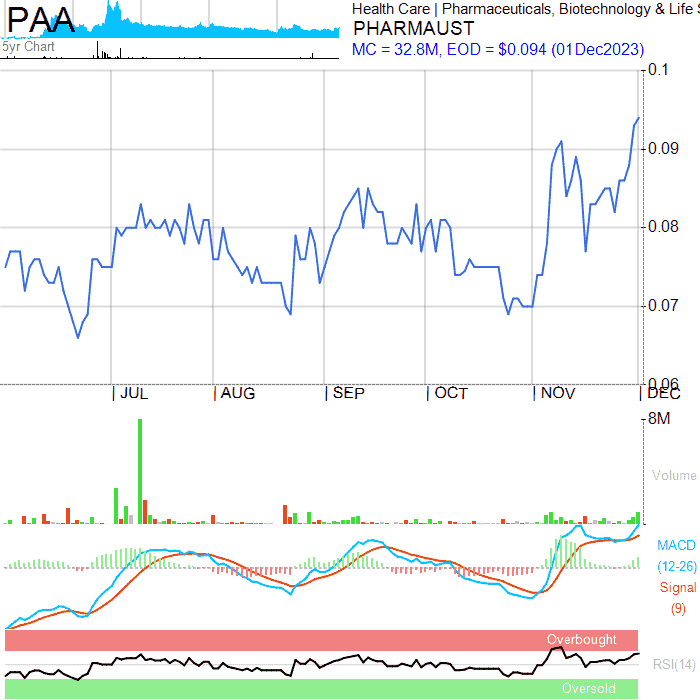 PAA
Health Care | Pharmaceuticals, Biotechnology & Life S
PHARMAUST
5yr Chart
MC = 32.8M, EOD = $0.094 (01Dec2023)
0.1
0.09
0.08
0.07
0.06
JUL AUG SEP OCT NOV DEC
8M
Volume
MACD
(12-26)
Signal
(9)
Overbought
RSI(14)
Oversold